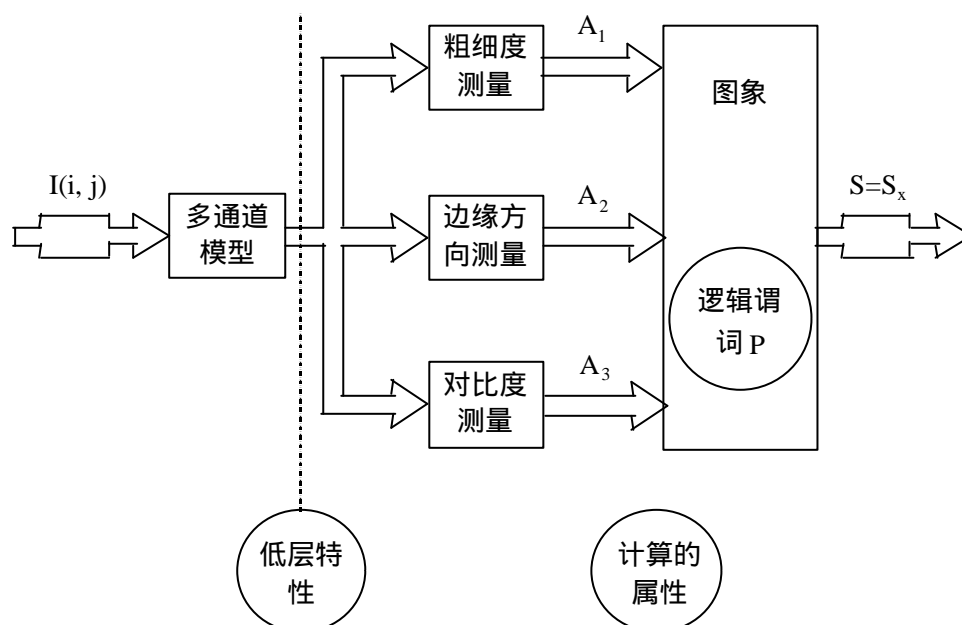 A1
粗细度
测量
图象
I(i, j)
多通道
模型
A2
边缘方
向测量
S=Sx
逻辑谓
词 P
A3
对比度
测量
低层特
性
计算的
属性